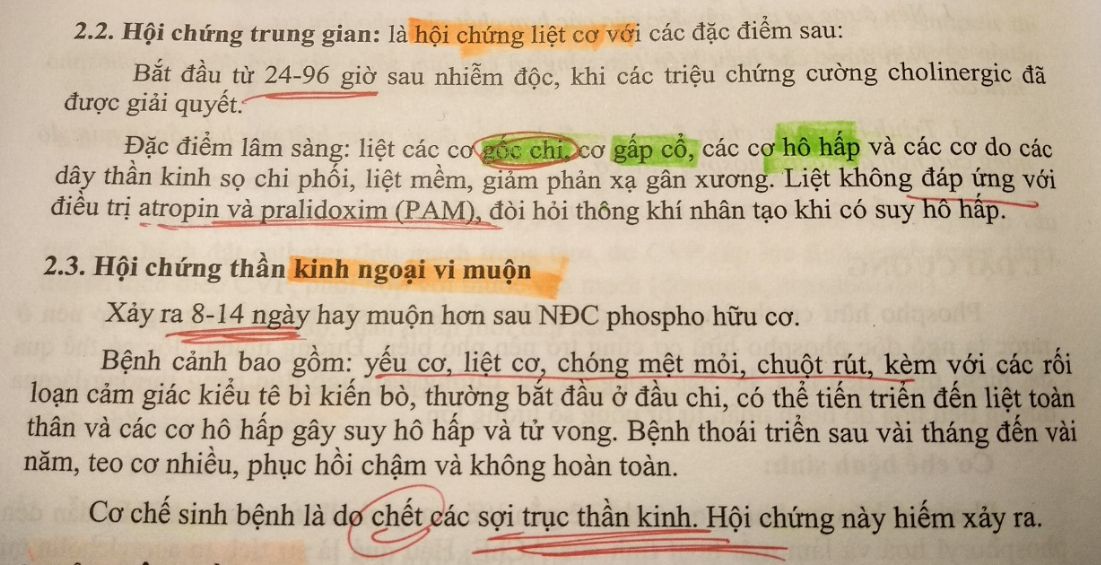 2.2. Hội chứng trung gian: là hội chứng liệt cơ với các đặc điểm sau:
Bắt đầu từ 24-96 giờ sau nhiễm độc, khi các triệu chứng cường cholinergic đã
được giải quyết.
Đặc điểm lâm sàng: liệt các cơ gốc chi, cơ gấp cổ, các cơ hô hấp và các cơ do các
dây thần kinh sọ chi phối, liệt mềm, giảm phản xạ gân xương. Liệt không đáp ứng với
điều trị atropin và pralidoxim (PAM), đòi hỏi thông khí nhân tạo khi có suy hô hấp.
2.3. Hội chứng thần kinh ngoại vi muộn
Xảy ra 8-14 ngày hay muộn hơn sau NĐC phospho hữu cơ.
Bệnh cảnh bao gồm: yếu cơ, liệt cơ, chóng mệt mỏi, chuột rút, kèm với các rối
loạn cảm giác kiểu tê bì kiến bò, thường bắt đầu ở đầu chi, có thể tiến triển đến liệt toàn
thân và các cơ hô hấp gây suy hô hấp và tử vong. Bệnh thoái triển sau vài tháng đến vài
năm, teo cơ nhiều, phục hồi chậm và không hoàn toàn.
Cơ chế sinh bệnh là do chết các sợi trục thần kinh. Hội chứng này hiếm xảy ra.